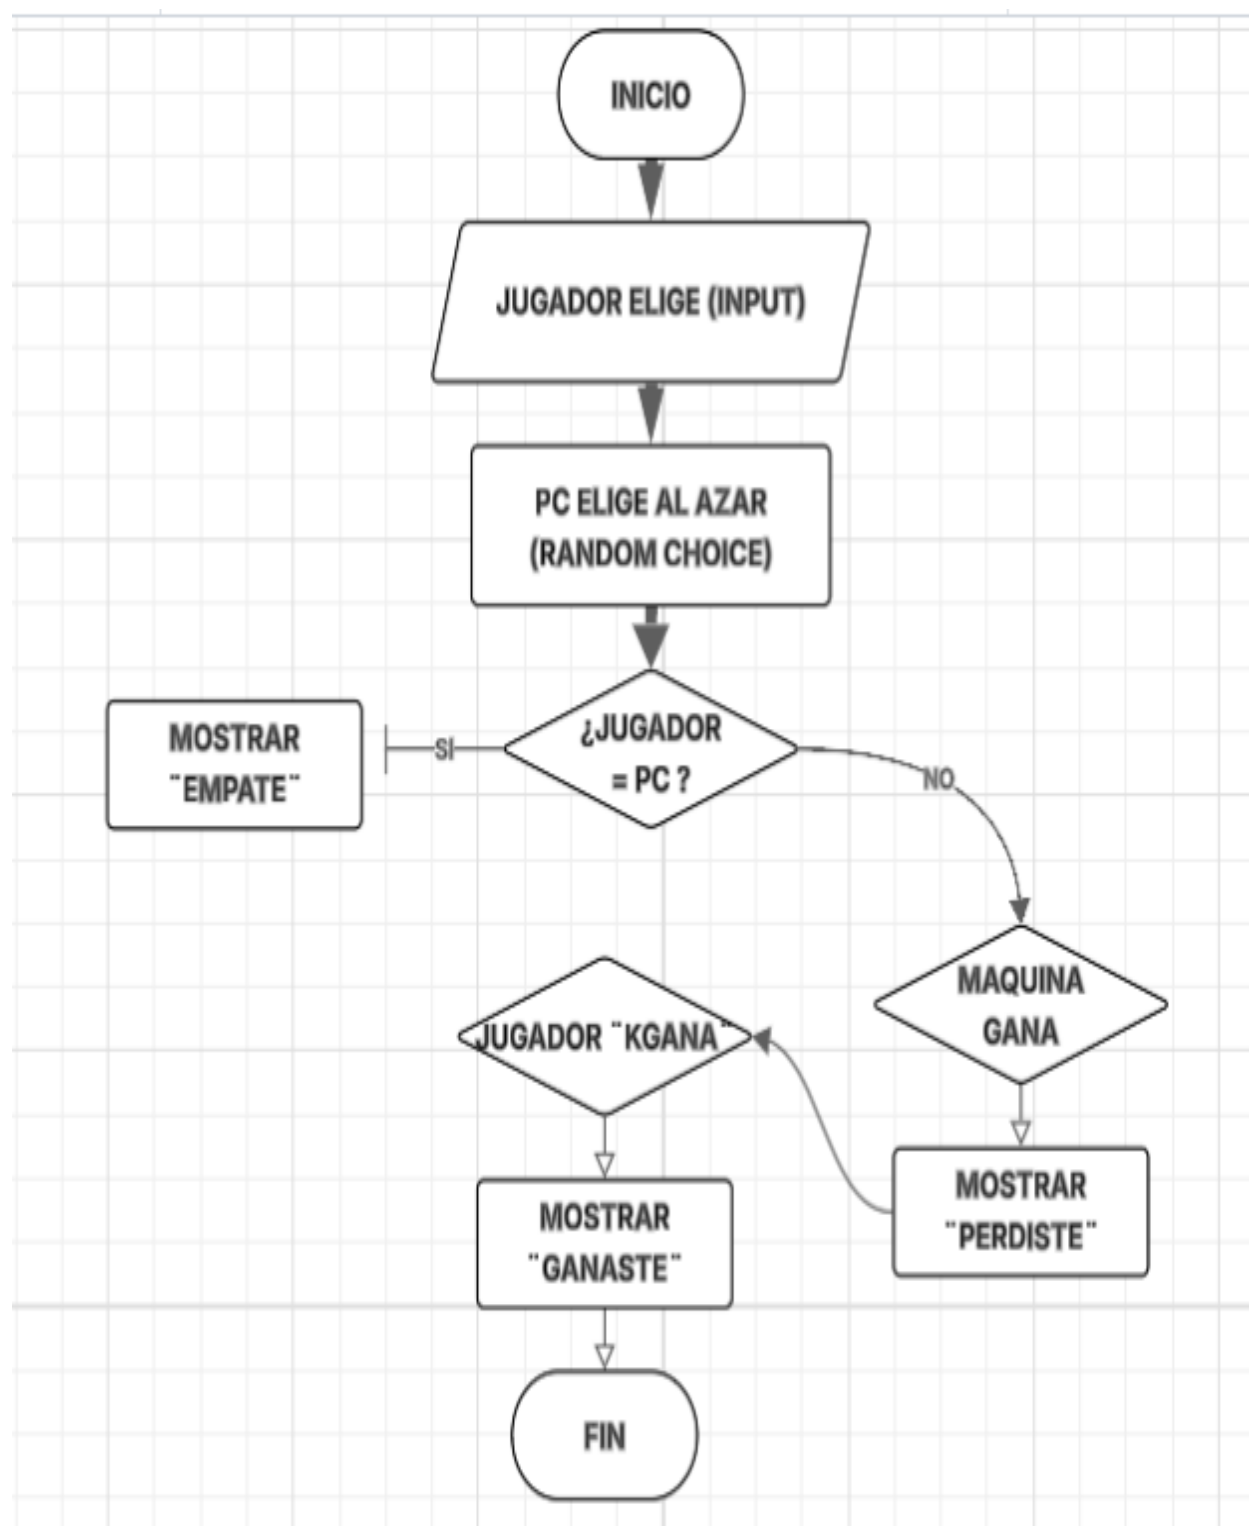 INICIO
JUGADOR ELIGE (INPUT)
PC ELIGE AL AZAR
(RANDOM CHOICE)
¿JUGADOR
= PC ?
SI
MOSTRAR
¨EMPATE¨
NO
MAQUINA
GANA
MOSTRAR
¨PERDISTE¨
JUGADOR ¨KGANA¨
MOSTRAR
¨GANASTE¨
FIN